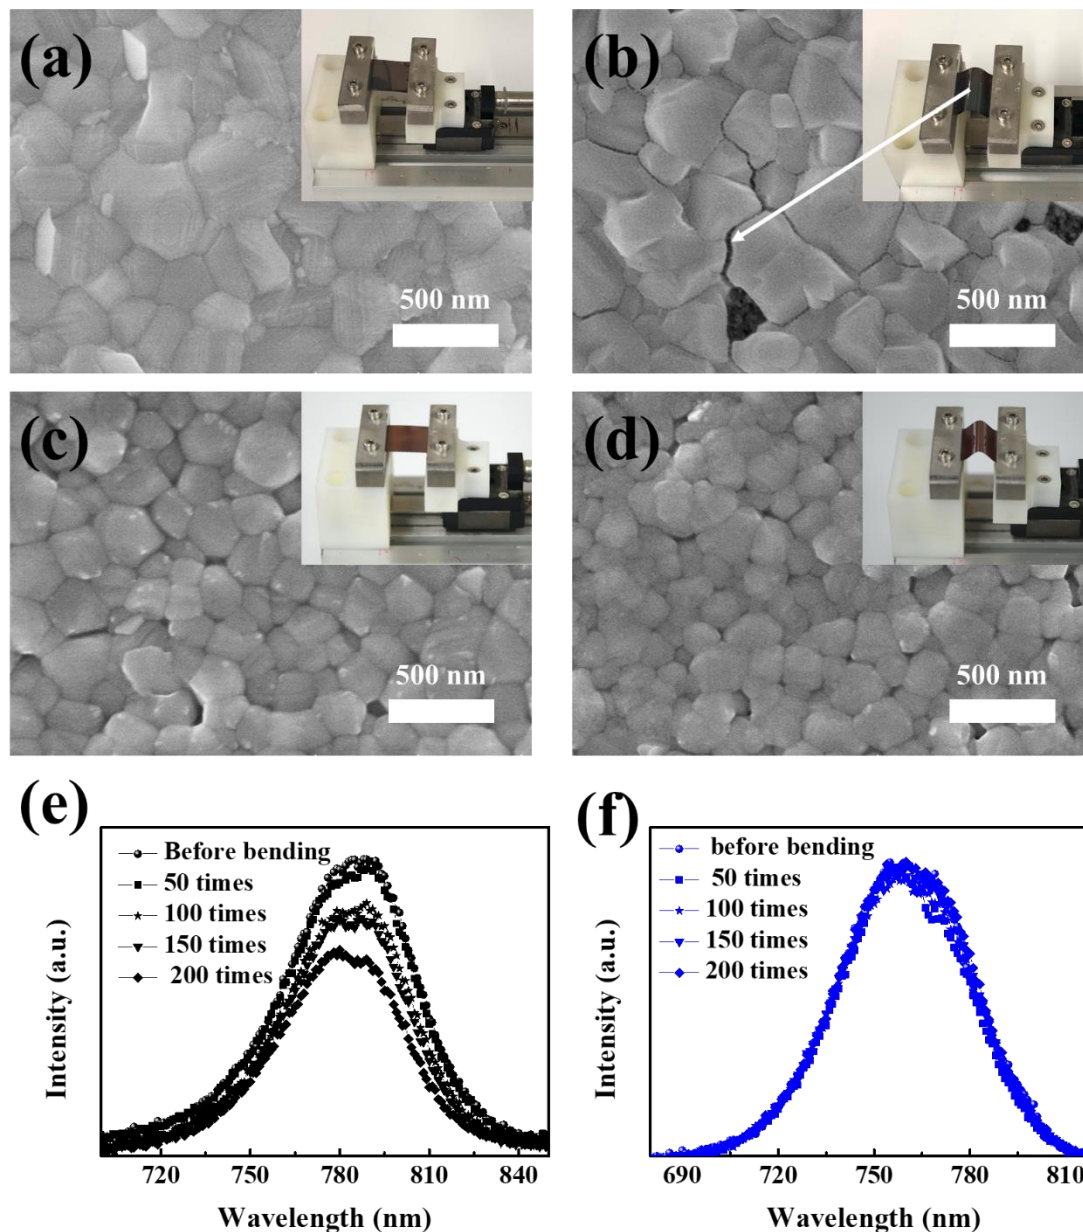 (a)
500 nm
(b)
500 nm
(c)
500 nm
(d)
500 nm
(e)
Before bending
50 times
100 times
150 times
200 times
Intensity (a.u.)
720 750 780 810 840
Wavelength (nm)
(f)
before bending
50 times
100 times
150 times
200 times
Intensity (a.u.)
690 720 750 780 810
Wavelength (nm)